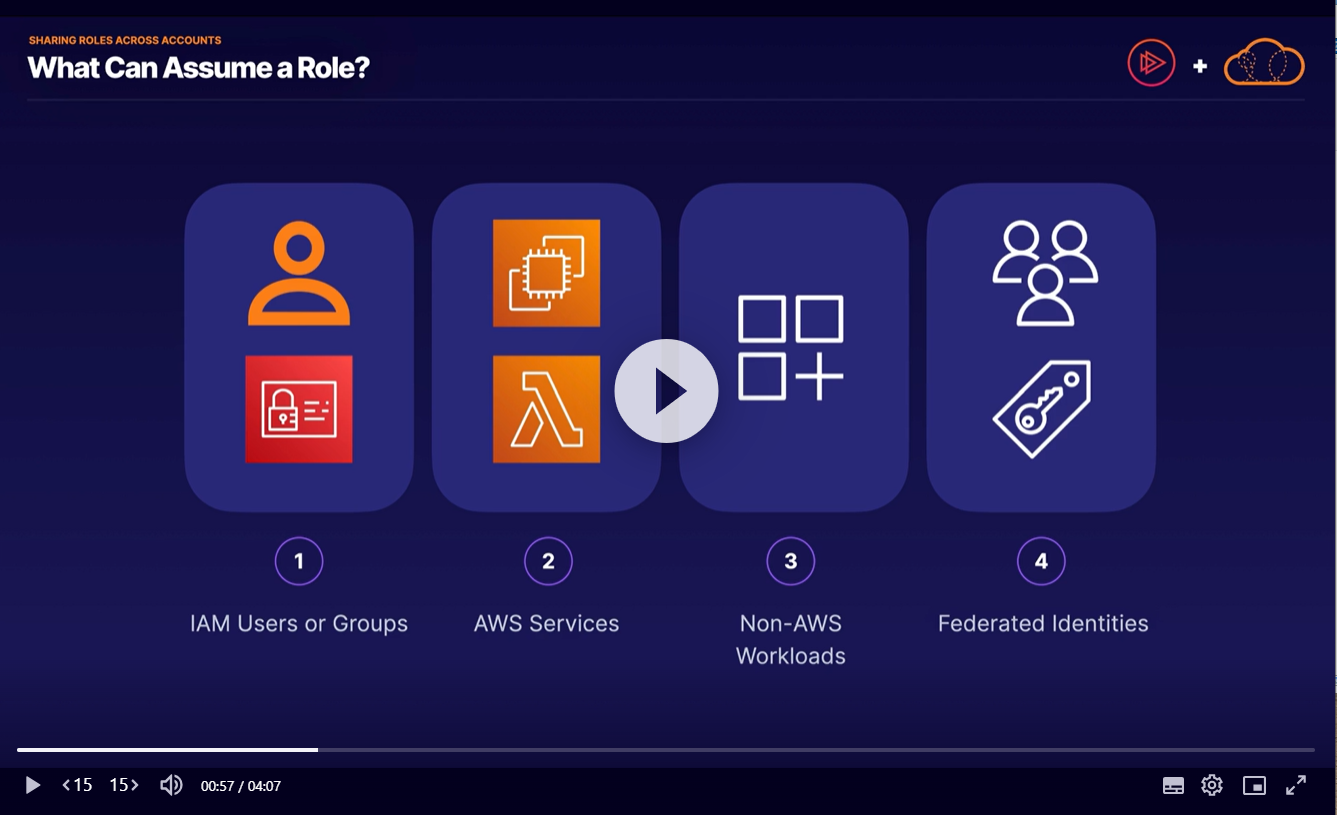 SHARING ROLES ACROSS ACCOUNTS
What Can Assume a Role?
1
2
3
4
IAM Users or Groups
AWS Services
Non-AWS
Workloads
Federated Identities
15
15
00:57 / 04:07